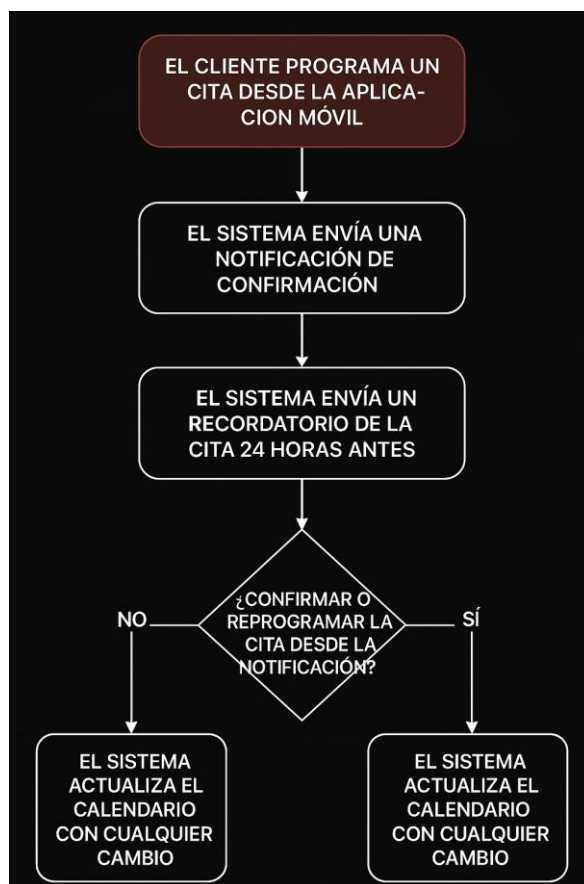 EL CLIENTE PROGRAMA UN
CITA DESDE LA APLICA-
CION MÓVIL
EL SISTEMA ENVÍA UNA
NOTIFICACIÓN DE
CONFIRMACIÓN
EL SISTEMA ENVÍA UN
RECORDATORIO DE LA
CITA 24 HORAS ANTES
¿CONFIRMAR O
REPROGRAMAR LA
CITA DESDE LA
NOTIFICACIÓN?
NO
SÍ
EL SISTEMA
ACTUALIZA EL
CALENDARIO
CON CUALQUIER
CAMBIO
EL SISTEMA
ACTUALIZA EL
CALENDARIO
CON CUALQUIER
CAMBIO